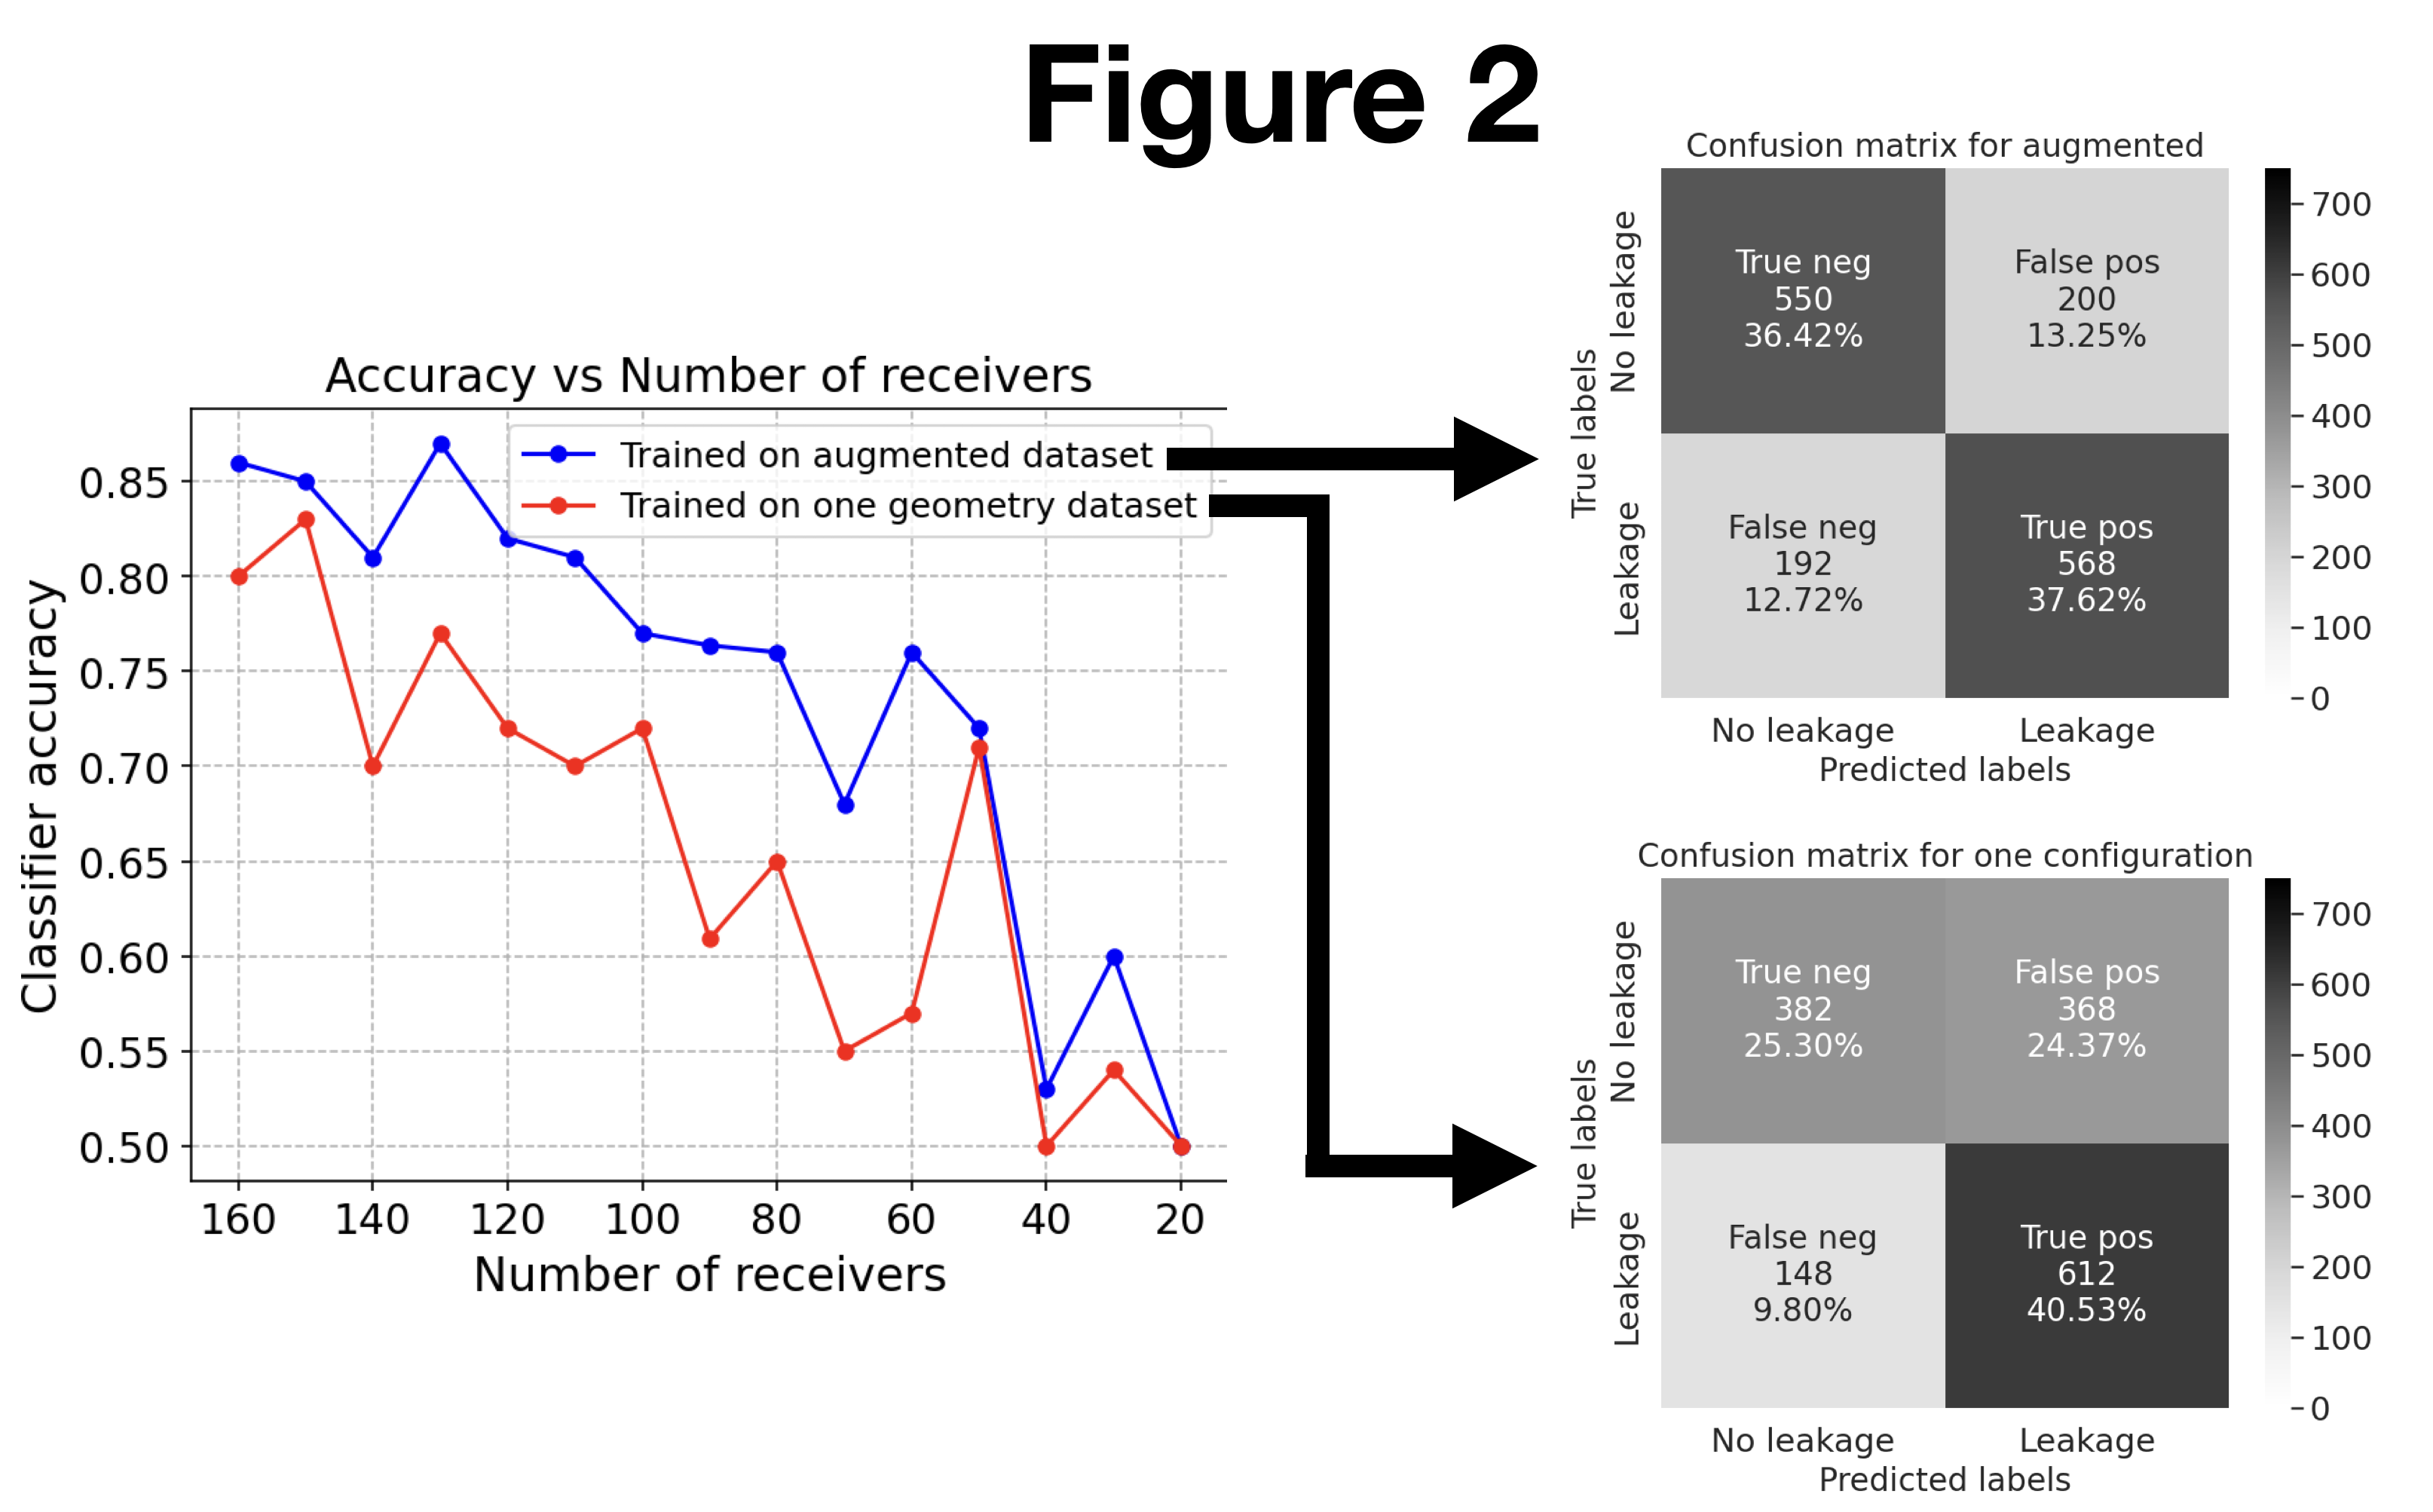 Figure 2
Accuracy vs Number of receivers
Trained on augmented dataset
Trained on one geometry dataset
Classifier accuracy
0.85
0.80
0.75
0.70
0.65
0.60
0.55
0.50
160 140 120 100 80 60 40 20
Number of receivers
Confusion matrix for augmented
True labels
No leakage
Leakage
True neg
550
36.42%
False pos
200
13.25%
False neg
192
12.72%
True pos
568
37.62%
No leakage Leakage
Predicted labels
700
600
500
400
300
200
100
0
Confusion matrix for one configuration
True labels
No leakage
Leakage
True neg
382
25.30%
False pos
368
24.37%
False neg
148
9.80%
True pos
612
40.53%
No leakage Leakage
Predicted labels
700
600
500
400
300
200
100
0